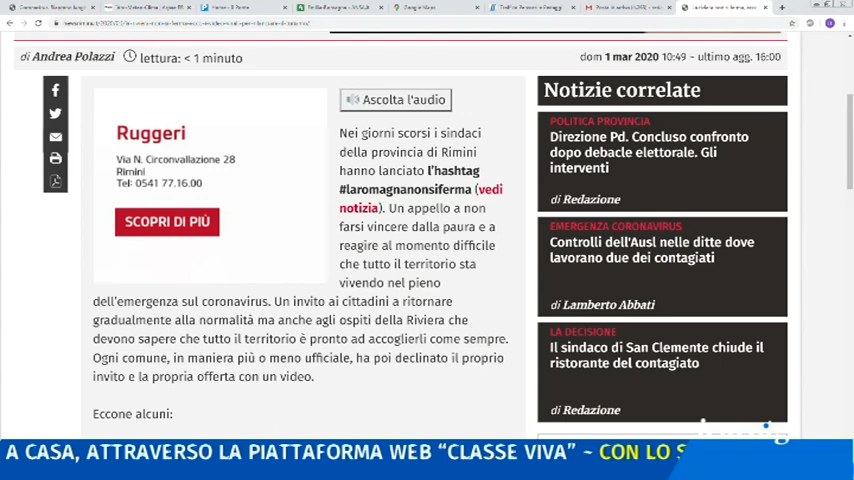 di Andrea Polazzi
lettura: < 1 minuto
dom 1 mar 2020 10:49 - ultimo agg. 16:00
Ruggeri
Via N. Circonvallazione 28
Rimini
Tel: 0541 77.16.00
SCOPRI DI PIÙ
Ascolta l'audio
Nei giorni scorsi i sindaci
della provincia di Rimini
hanno lanciato l'hashtag
#laromagnanonsiferma (vedi
notizia). Un appello a non
farsi vincere dalla paura e a
reagire al momento difficile
che tutto il territorio sta
vivendo nel pieno
dell'emergenza sul coronavirus. Un invito ai cittadini a ritornare
gradualmente alla normalità ma anche agli ospiti della Riviera che
devono sapere che tutto il territorio è pronto ad accoglierli come sempre.
Ogni comune, in maniera più o meno ufficiale, ha poi declinato il proprio
invito e la propria offerta con un video.
Eccone alcuni:
Notizie correlate
POLITICA PROVINCIA
Direzione Pd. Concluso confronto
dopo debacle elettorale. Gli
interventi
di Redazione
EMERGENZA CORONAVIRUS
Controlli dell'Ausl nelle ditte dove
lavorano due dei contagiati
di Lamberto Abbati
LA DECISIONE
Il sindaco di San Clemente chiude il
ristorante del contagiato
di Redazione
A CASA, ATTRAVERSO LA PIATTAFORMA WEB “CLASSE VIVA” ~ CON LO S